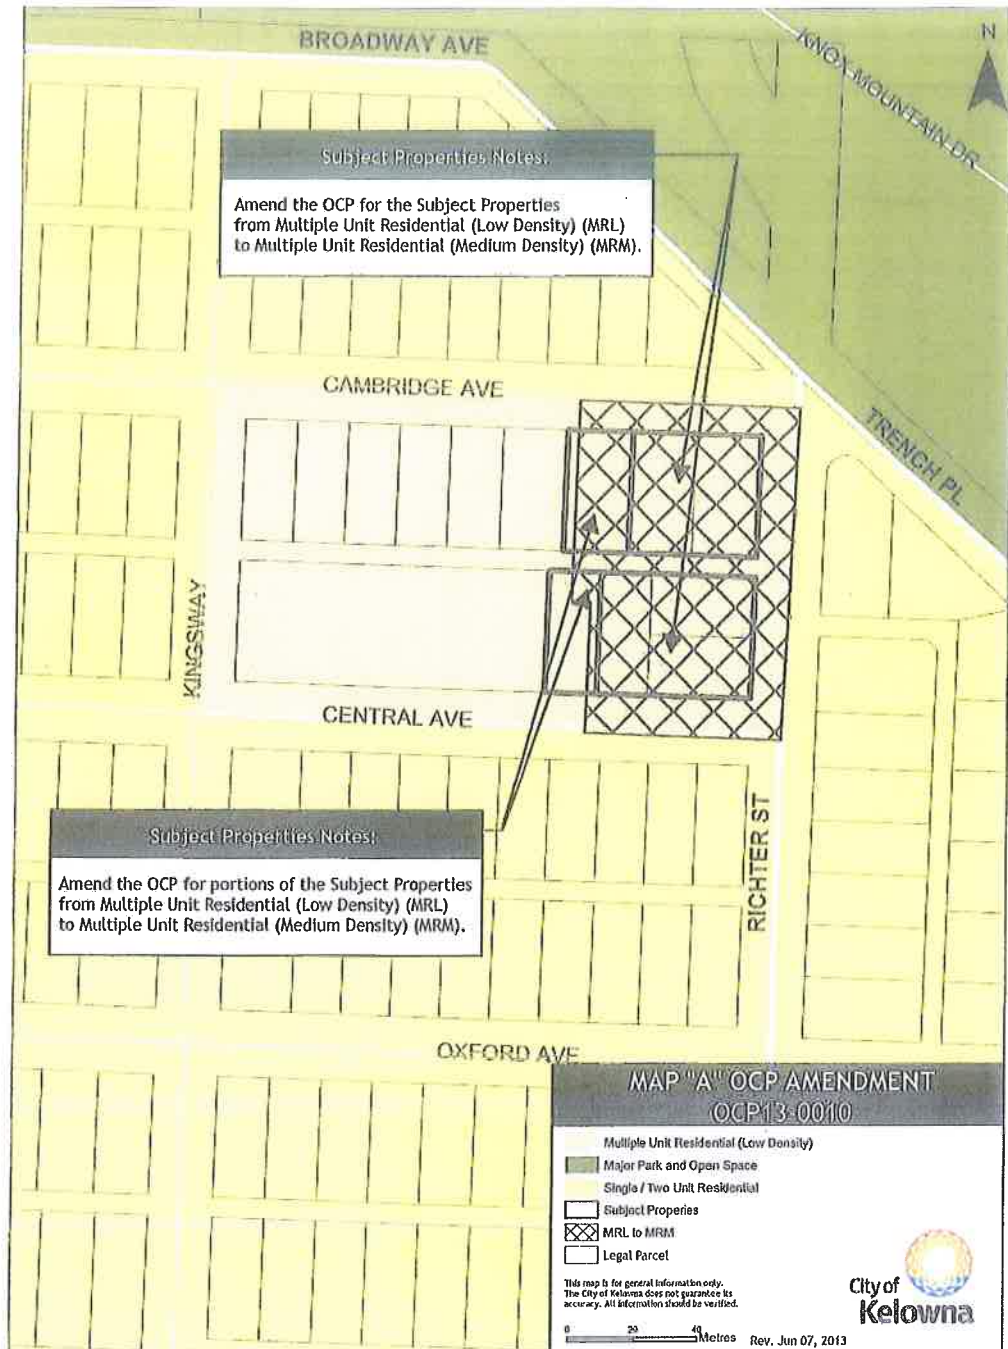 BROADWAY AVE
KNOX MOUNTAIN DR
N
Subject Properties Notes:
Amend the OCP for the Subject Properties
from Multiple Unit Residential (Low Density) (MRL)
to Multiple Unit Residential (Medium Density) (MRM).
CAMBRIDGE AVE
TRENCH PL
KINGSWAY
CENTRAL AVE
RICHTER ST
Subject Properties Notes:
Amend the OCP for portions of the Subject Properties
from Multiple Unit Residential (Low Density) (MRL)
to Multiple Unit Residential (Medium Density) (MRM).
OXFORD AVE
MAP "A" OCP AMENDMENT
OCP13-0010
Multiple Unit Residential (Low Density)
Major Park and Open Space
Single / Two Unit Residential
Subject Properies
MRL to MRM
Legal Parcel
This map is for general information only.
The City of Kelowna does not guarantee its
accuracy. All information should be verified.
0 20 40 Metres
Rev. Jun 07, 2013
City of
Kelowna